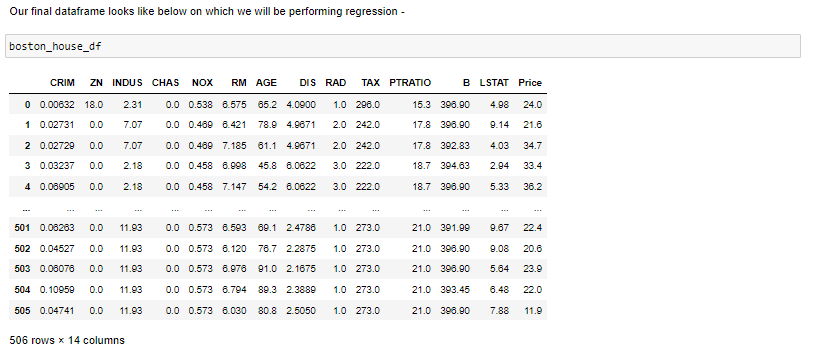 Our final dataframe looks like below on which we will be performing regression -
boston_house_df
CRIM ZN INDUS CHAS NOX RM AGE DIS RAD TAX PTRATIO B LSTAT Price
0 0.00632 18.0 2.31 0.0 0.538 6.575 65.2 4.0900 1.0 296.0 15.3 396.90 4.98 24.0
1 0.02731 0.0 7.07 0.0 0.469 6.421 78.9 4.9671 2.0 242.0 17.8 396.90 9.14 21.6
2 0.02729 0.0 7.07 0.0 0.469 7.185 61.1 4.9671 2.0 242.0 17.8 392.83 4.03 34.7
3 0.03237 0.0 2.18 0.0 0.458 6.998 45.8 6.0622 3.0 222.0 18.7 394.63 2.94 33.4
4 0.06905 0.0 2.18 0.0 0.458 7.147 54.2 6.0622 3.0 222.0 18.7 396.90 5.33 36.2
... ... ... ... ... ... ... ... ... ... ... ... ... ... ...
501 0.06263 0.0 11.93 0.0 0.573 6.593 69.1 2.4786 1.0 273.0 21.0 391.99 9.67 22.4
502 0.04527 0.0 11.93 0.0 0.573 6.120 76.7 2.2875 1.0 273.0 21.0 396.90 9.08 20.6
503 0.06076 0.0 11.93 0.0 0.573 6.976 91.0 2.1675 1.0 273.0 21.0 396.90 5.64 23.9
504 0.10959 0.0 11.93 0.0 0.573 6.794 89.3 2.3889 1.0 273.0 21.0 393.45 6.48 22.0
505 0.04741 0.0 11.93 0.0 0.573 6.030 80.8 2.5050 1.0 273.0 21.0 396.90 7.88 11.9
506 rows × 14 columns